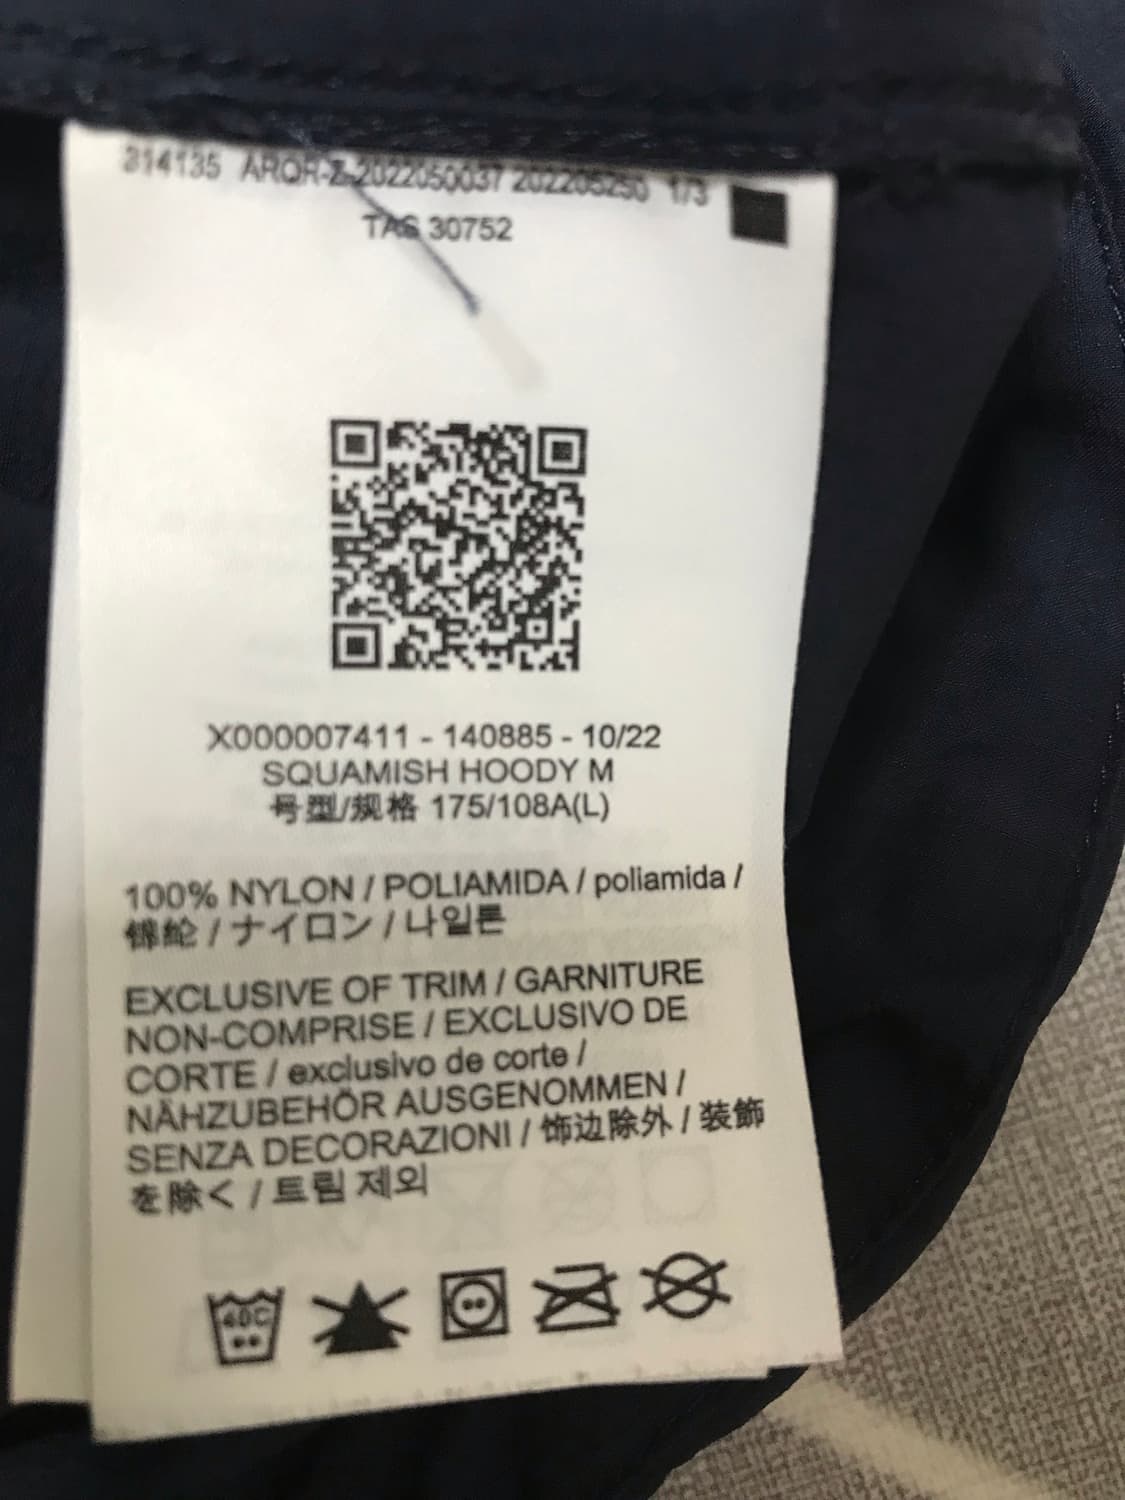 314135 ARQR-Z-2022050037 202205250 1/3
TAS 30752
X000007411 - 140885 - 10/22
SQUAMISH HOODY M
号型/规格 175/108A(L)
100% NYLON / POLIAMIDA / poliamida /
锦纶 / ナイロン / 나일론
EXCLUSIVE OF TRIM / GARNITURE
NON-COMPRISE / EXCLUSIVO DE
CORTE / exclusivo de corte /
NÄHZUBEHÖR AUSGENOMMEN /
SENZA DECORAZIONI / 饰边除外 / 装飾
を除く / 트림 제외
40C